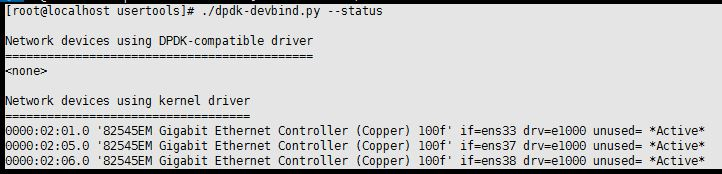 [root@localhost usertools]# ./dpdk-devbind.py --status
Network devices using DPDK-compatible driver
============================================
<none>
Network devices using kernel driver
===================================
0000:02:01.0 '82545EM Gigabit Ethernet Controller (Copper) 100f' if=ens33 drv=e1000 unused= *Active*
0000:02:05.0 '82545EM Gigabit Ethernet Controller (Copper) 100f' if=ens37 drv=e1000 unused= *Active*
0000:02:06.0 '82545EM Gigabit Ethernet Controller (Copper) 100f' if=ens38 drv=e1000 unused= *Active*